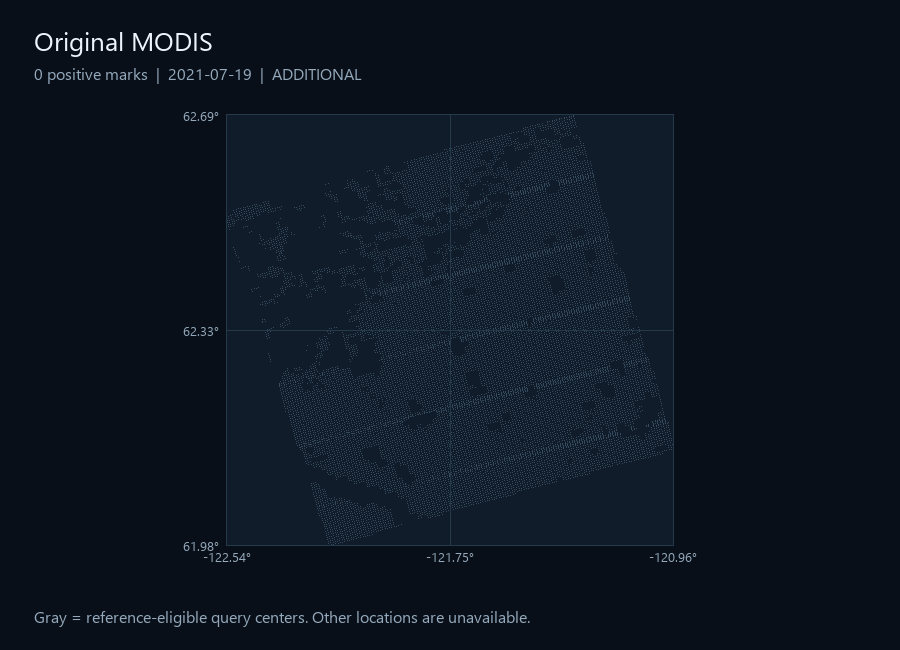 Original MODIS
0 positive marks | 2021-07-19 | ADDITIONAL
62.69°
62.33°
61.98°
-122.54°
-121.75°
-120.96°
Gray = reference-eligible query centers. Other locations are unavailable.